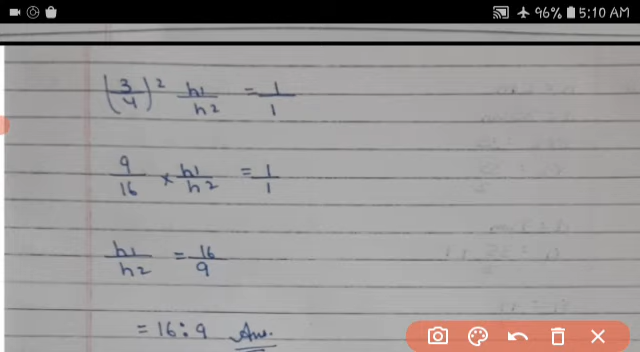 96% 5:10 AM
(3/4)² h1/h2 = 1/1
9/16 × h1/h2 = 1/1
h1/h2 = 16/9
= 16:9 Ans.